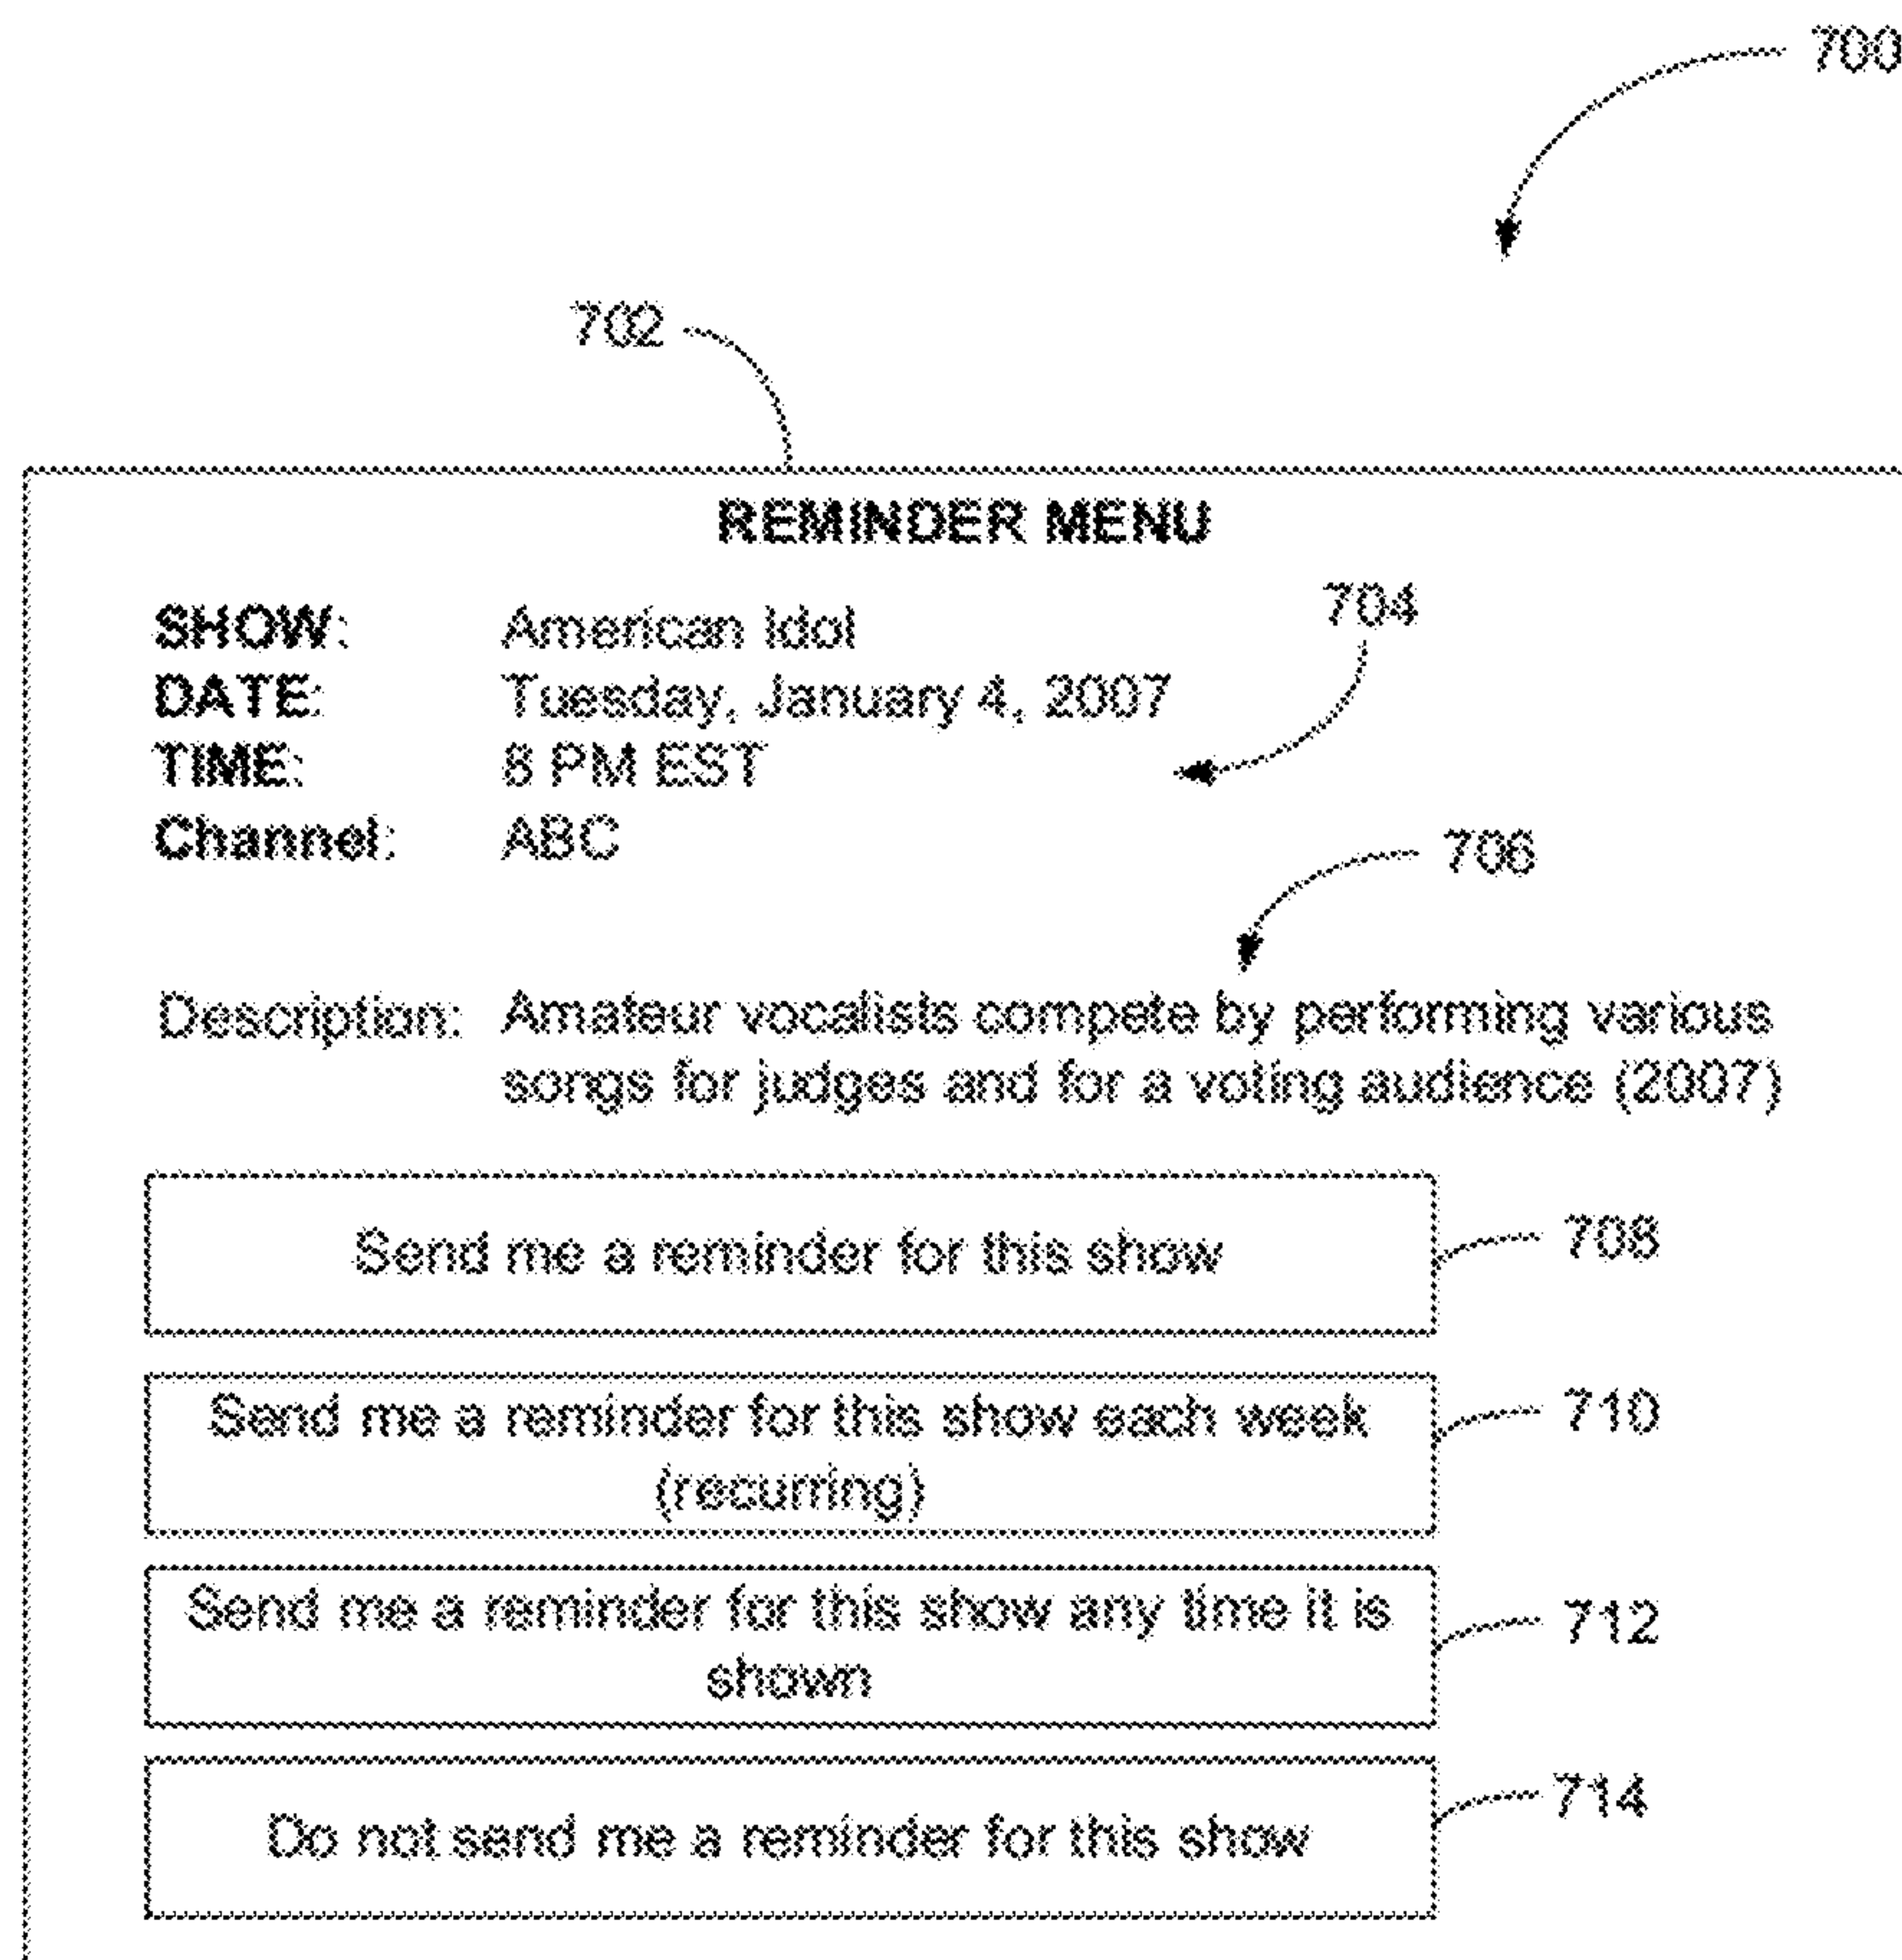 700
702
REMINDER MENU
SHOW: American Idol
704
DATE: Tuesday, January 4, 2007
TIME: 8 PM EST
Channel: ABC
706
Description: Amateur vocalists compete by performing various
songs for judges and for a voting audience (2007)
Send me a reminder for this show
708
Send me a reminder for this show each week
(recurring)
710
Send me a reminder for this show any time it is
shown
712
Do not send me a reminder for this show
714